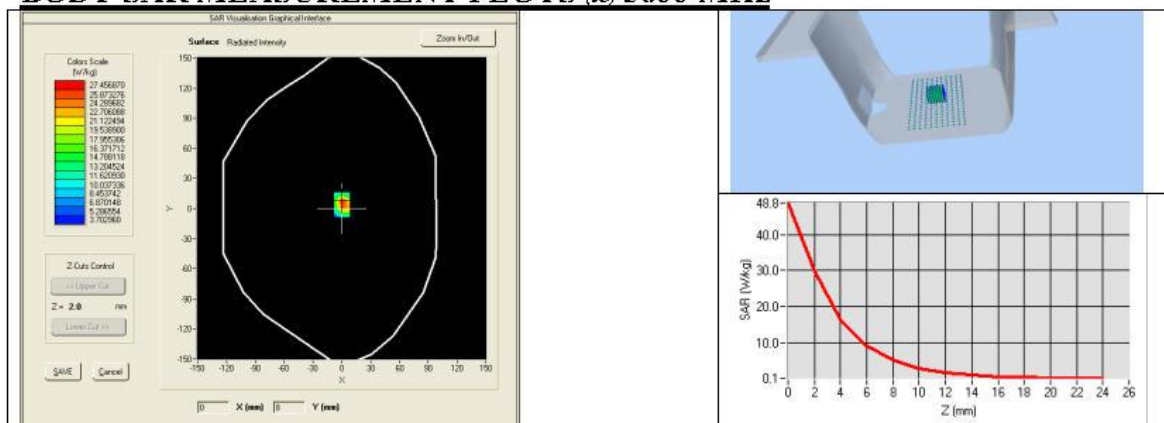 BODY SAR MEASUREMENT PLOTS @ MHz
SAR Visualisation Graphical Interface
Surface Radiated Intensity
Zoom In/Out
Colors Scale
(W/kg)
27.456870
25.873276
24.289682
22.706088
21.122494
19.538900
17.955306
16.371712
14.788118
13.204524
11.620930
10.037336
8.453742
6.870148
5.286554
3.702960
Z-Cuts Control
<< Upper Cut
Z = 2.0 mm
Lower Cut >>
SAVE
Cancel
150
120
90
60
30
0
-30
-60
-90
-120
-150
Y
-150 -120 -90 -60 -30 0 30 60 90 120 150
X
0 X (mm) 0 Y (mm)
48.8
40.0
30.0
20.0
10.0
0.1
SAR (W/kg)
0 2 4 6 8 10 12 14 16 18 20 22 24 26
Z (mm)